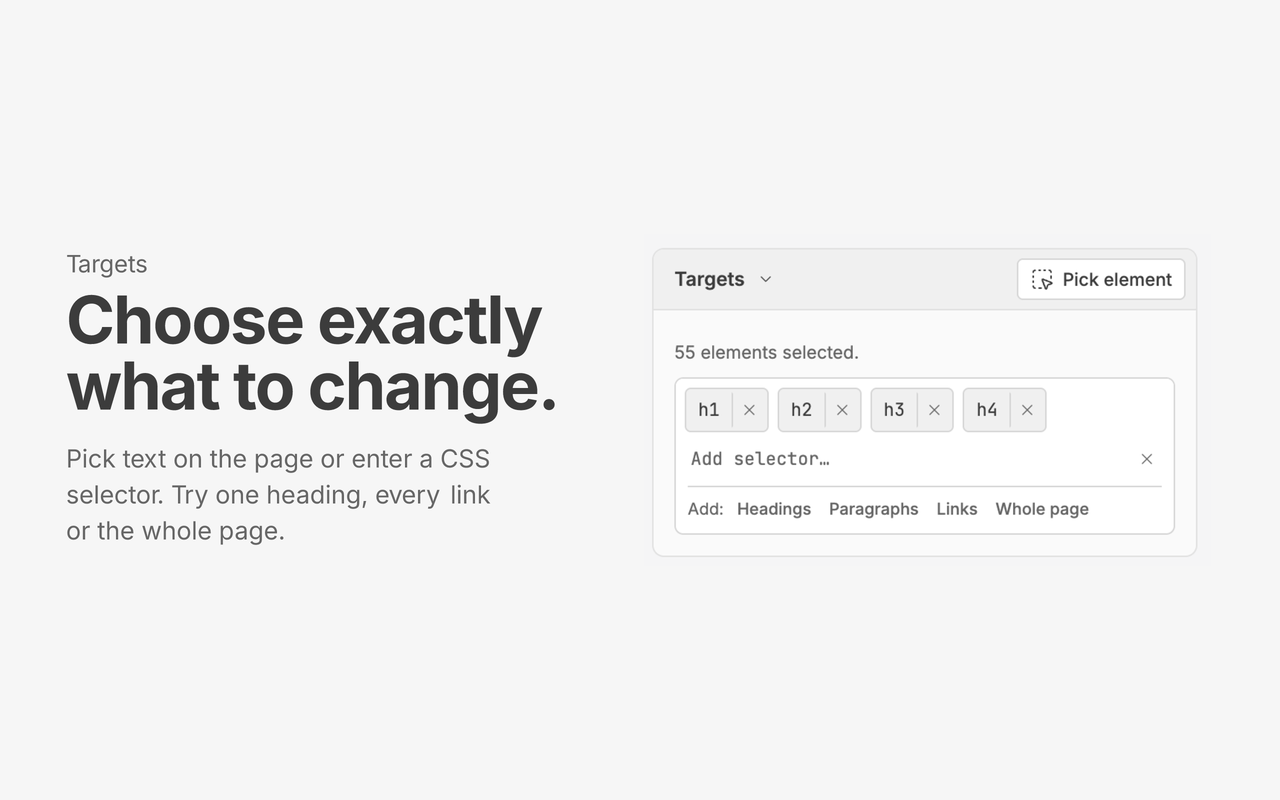 Targets
Choose exactly
what to change.
Pick text on the page or enter a CSS
selector. Try one heading, every link
or the whole page.
Targets
Pick element
55 elements selected.
h1 h2 h3 h4
Add selector…
Add: Headings Paragraphs Links Whole page